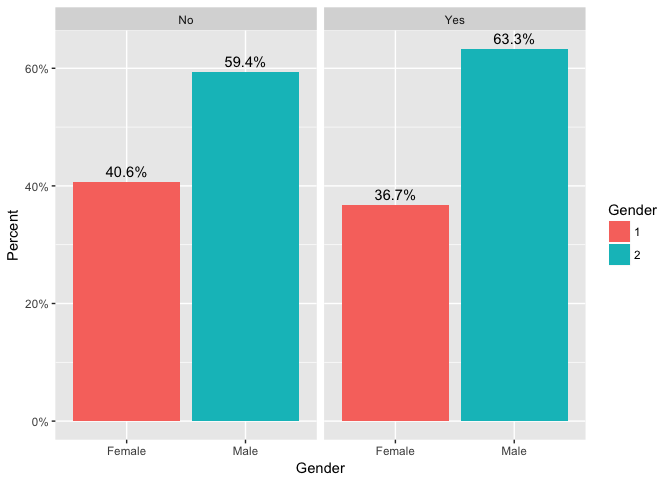 No
Yes
63.3%
59.4%
60%
40.6%
40%
36.7%
20%
0%
Percent
Female
Male
Female
Male
Gender
Gender
1
2